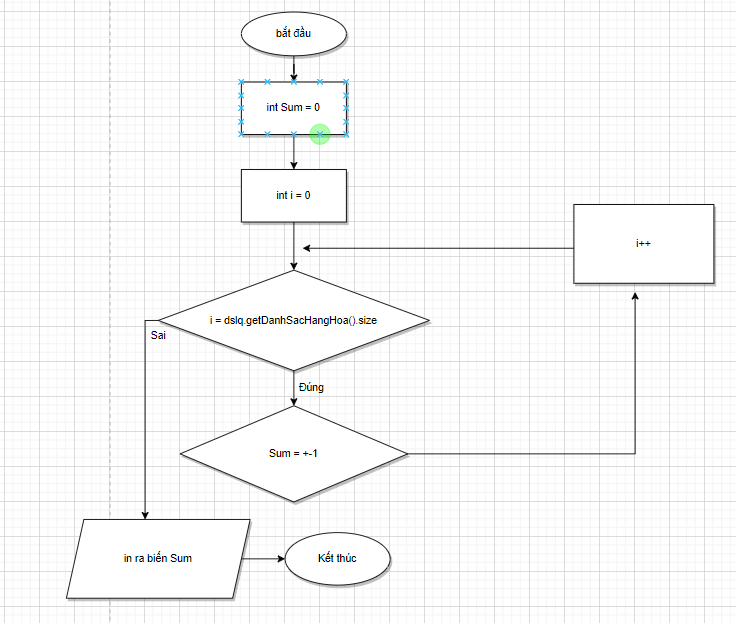 bắt đầu
int Sum = 0
int i = 0
i++
i = dslq.getDanhSacHangHoa().size
Sai
Đúng
Sum = +-1
in ra biến Sum
Kết thúc